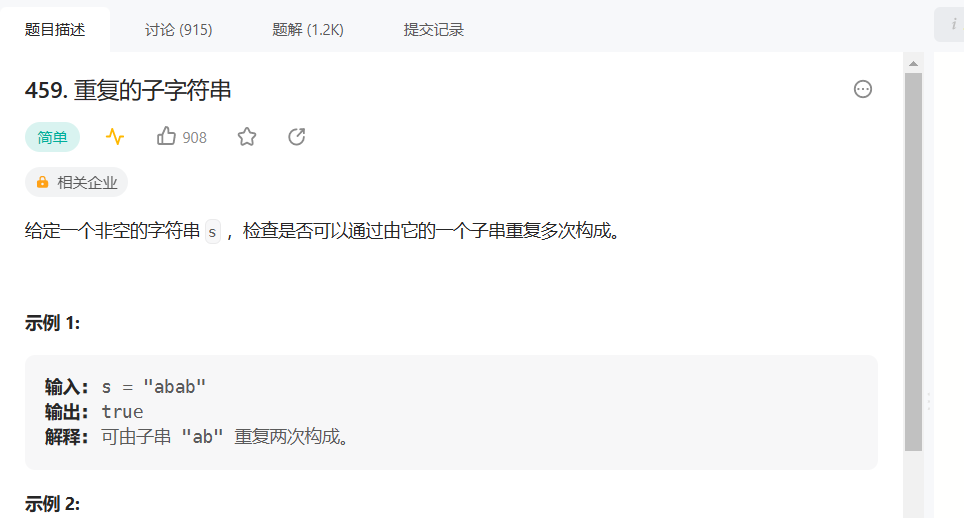 题目描述 讨论 (915) 题解 (1.2K) 提交记录
i
459. 重复的子字符串
简单 908
相关企业
给定一个非空的字符串 s ，检查是否可以通过由它的一个子串重复多次构成。
示例 1:
输入: s = "abab"
输出: true
解释: 可由子串 "ab" 重复两次构成。
示例 2: